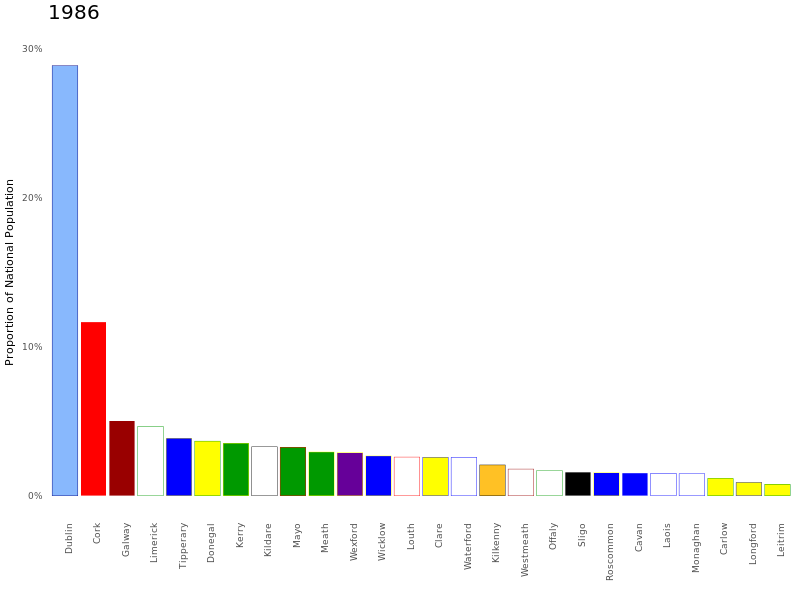 1986
Proportion of National Population
30%
20%
10%
0%
Dublin
Cork
Galway
Limerick
Tipperary
Donegal
Kerry
Kildare
Mayo
Meath
Wexford
Wicklow
Louth
Clare
Waterford
Kilkenny
Westmeath
Offaly
Sligo
Roscommon
Cavan
Laois
Monaghan
Carlow
Longford
Leitrim